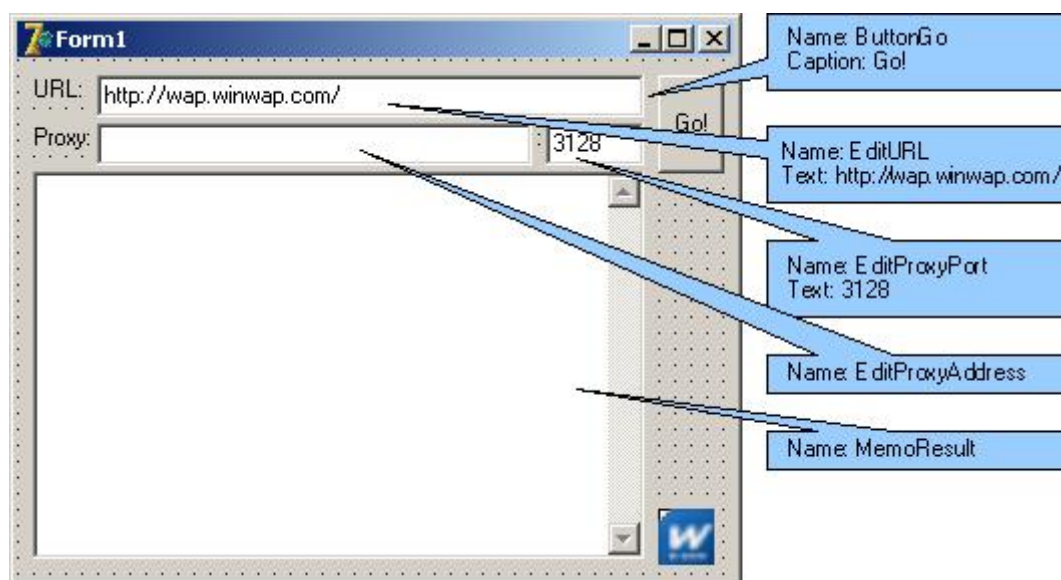 Form1
URL:
http://wap.winwap.com/
Go!
Proxy:
:
3128
Name: ButtonGo
Caption: Go!
Name: EditURL
Text: http://wap.winwap.com/
Name: EditProxyPort
Text: 3128
Name: EditProxyAddress
Name: MemoResult
W